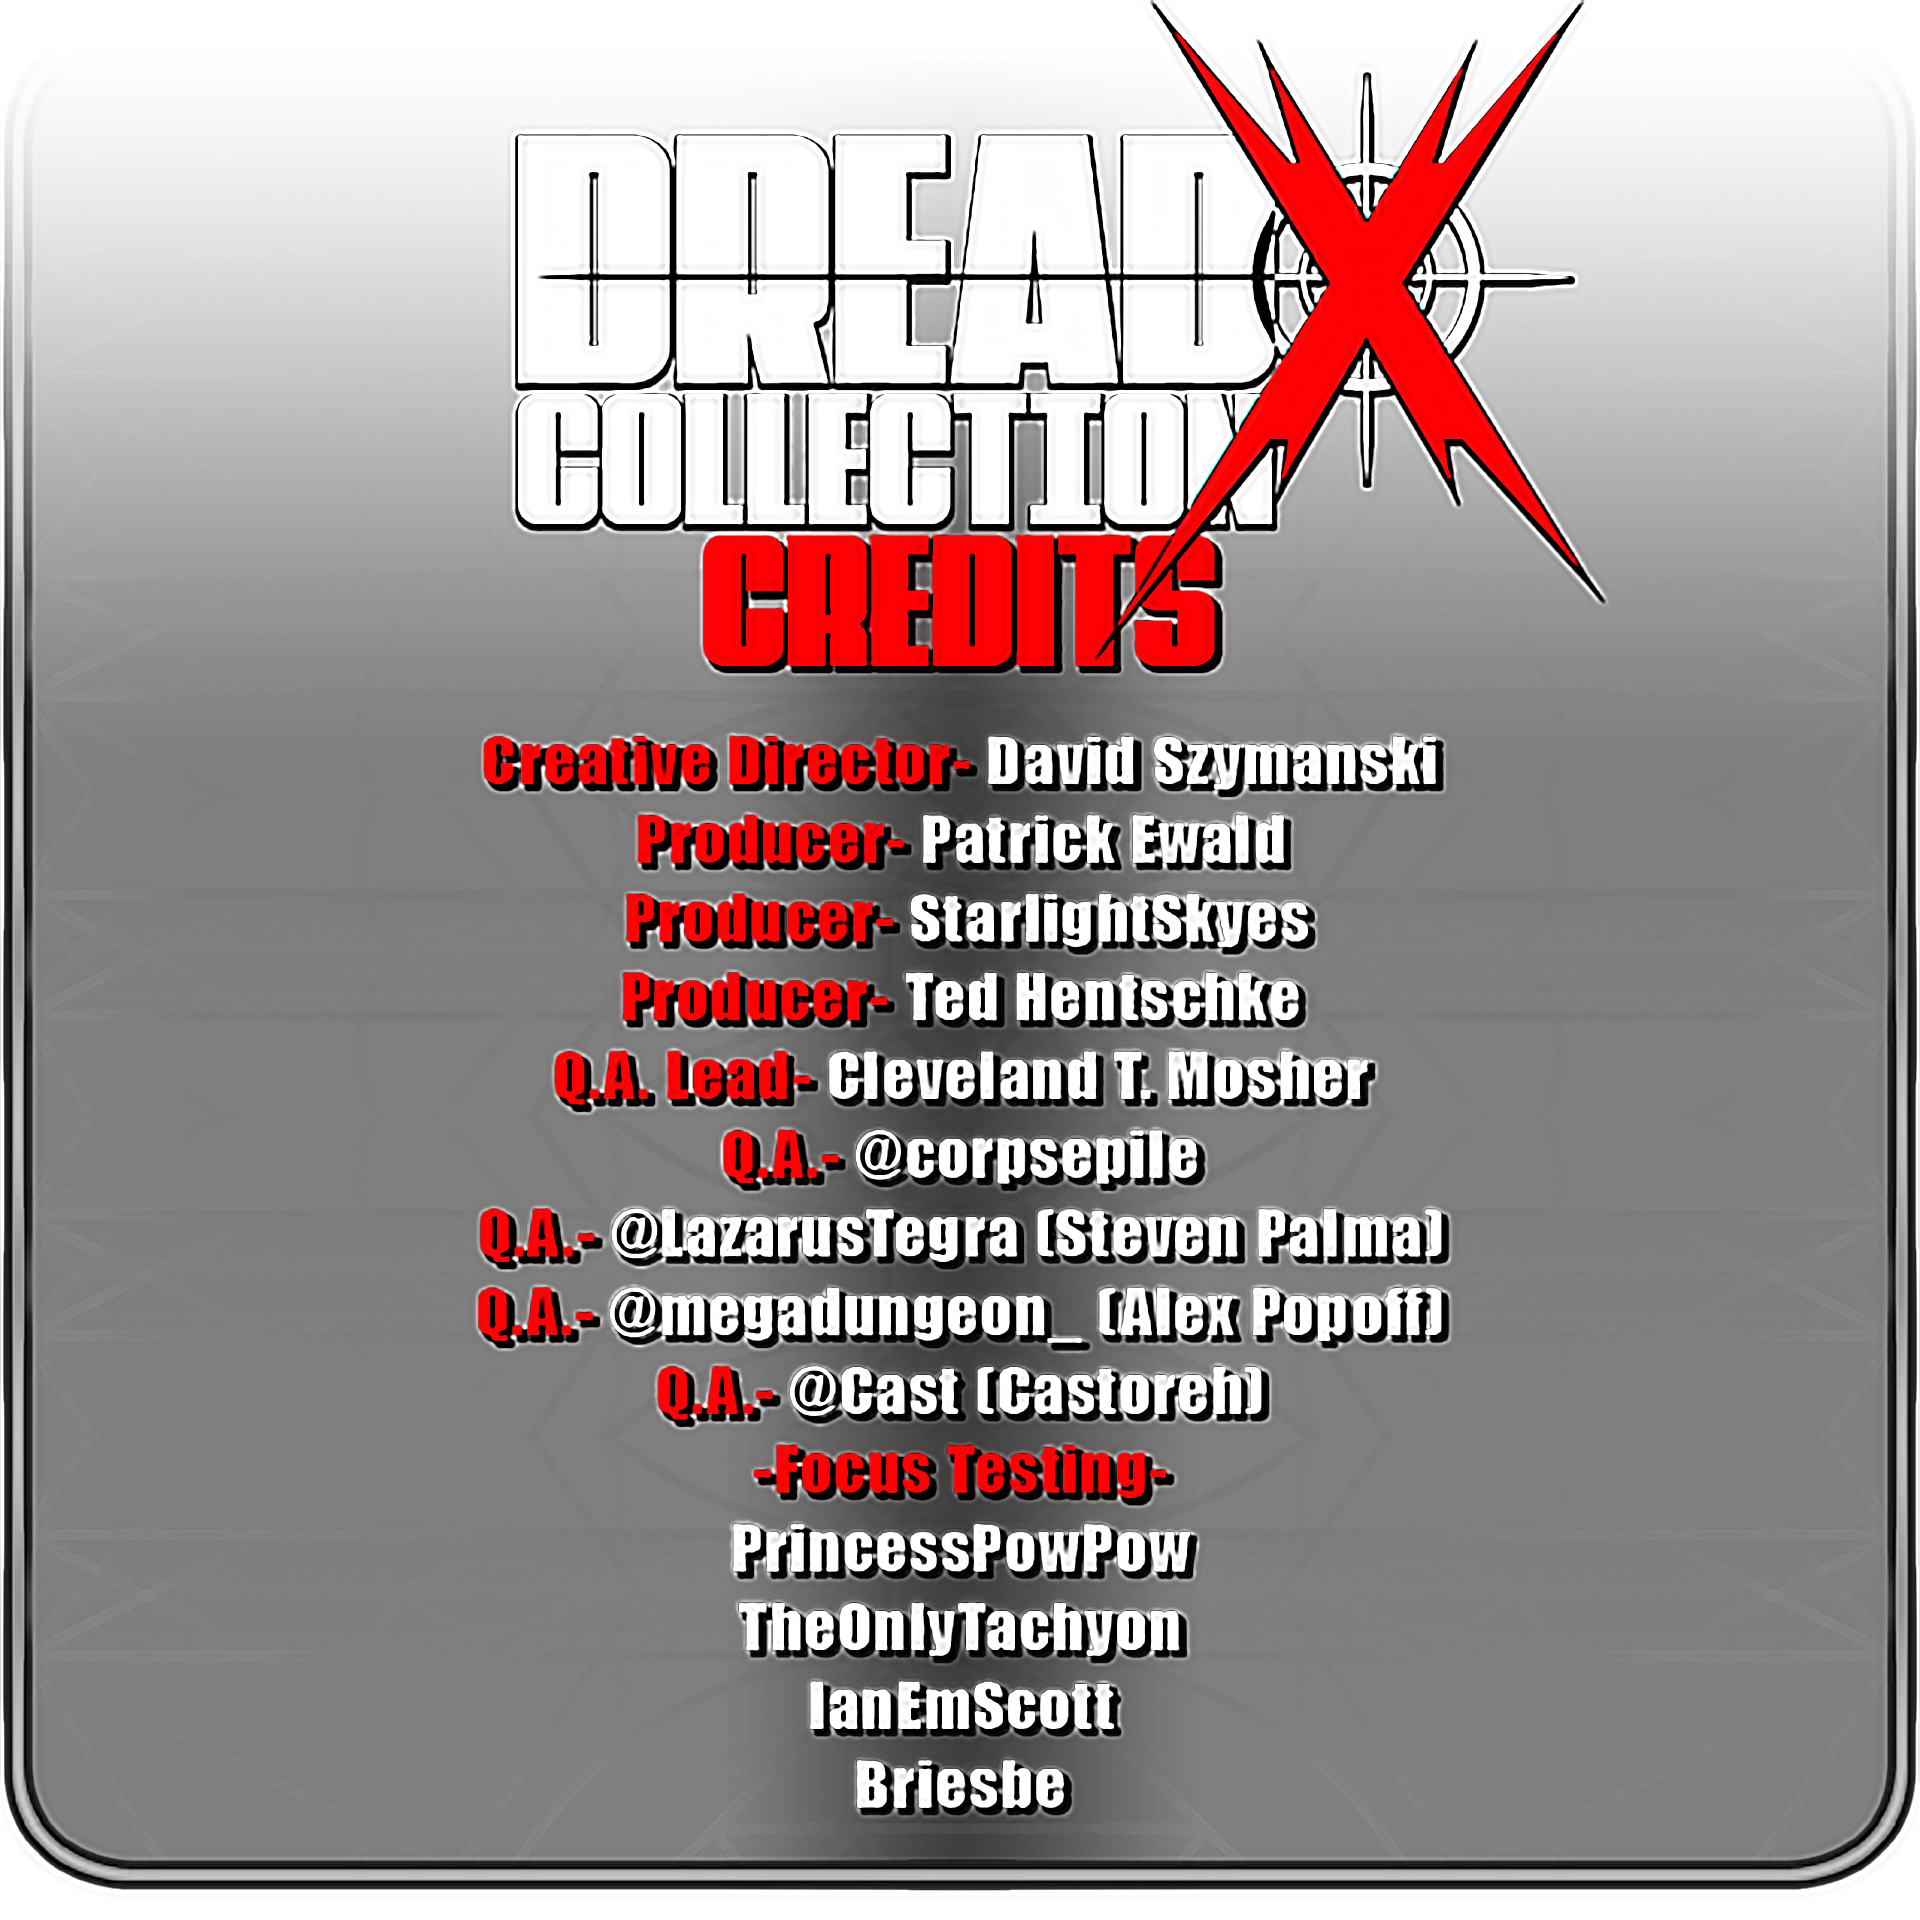 DREAD X
COLLECTION
CREDITS
Creative Director- David Szymanski
Producer- Patrick Ewald
Producer- StarlightSkyes
Producer- Ted Hentschke
Q.A. Lead- Cleveland T. Mosher
Q.A.- @corpsepile
Q.A.- @LazarusTegra (Steven Palma)
Q.A.- @megadungeon_ (Alex Popoff)
Q.A.- @Cast (Castoreh)
-Focus Testing-
PrincessPowPow
TheOnlyTachyon
IanEmScott
Briesbe